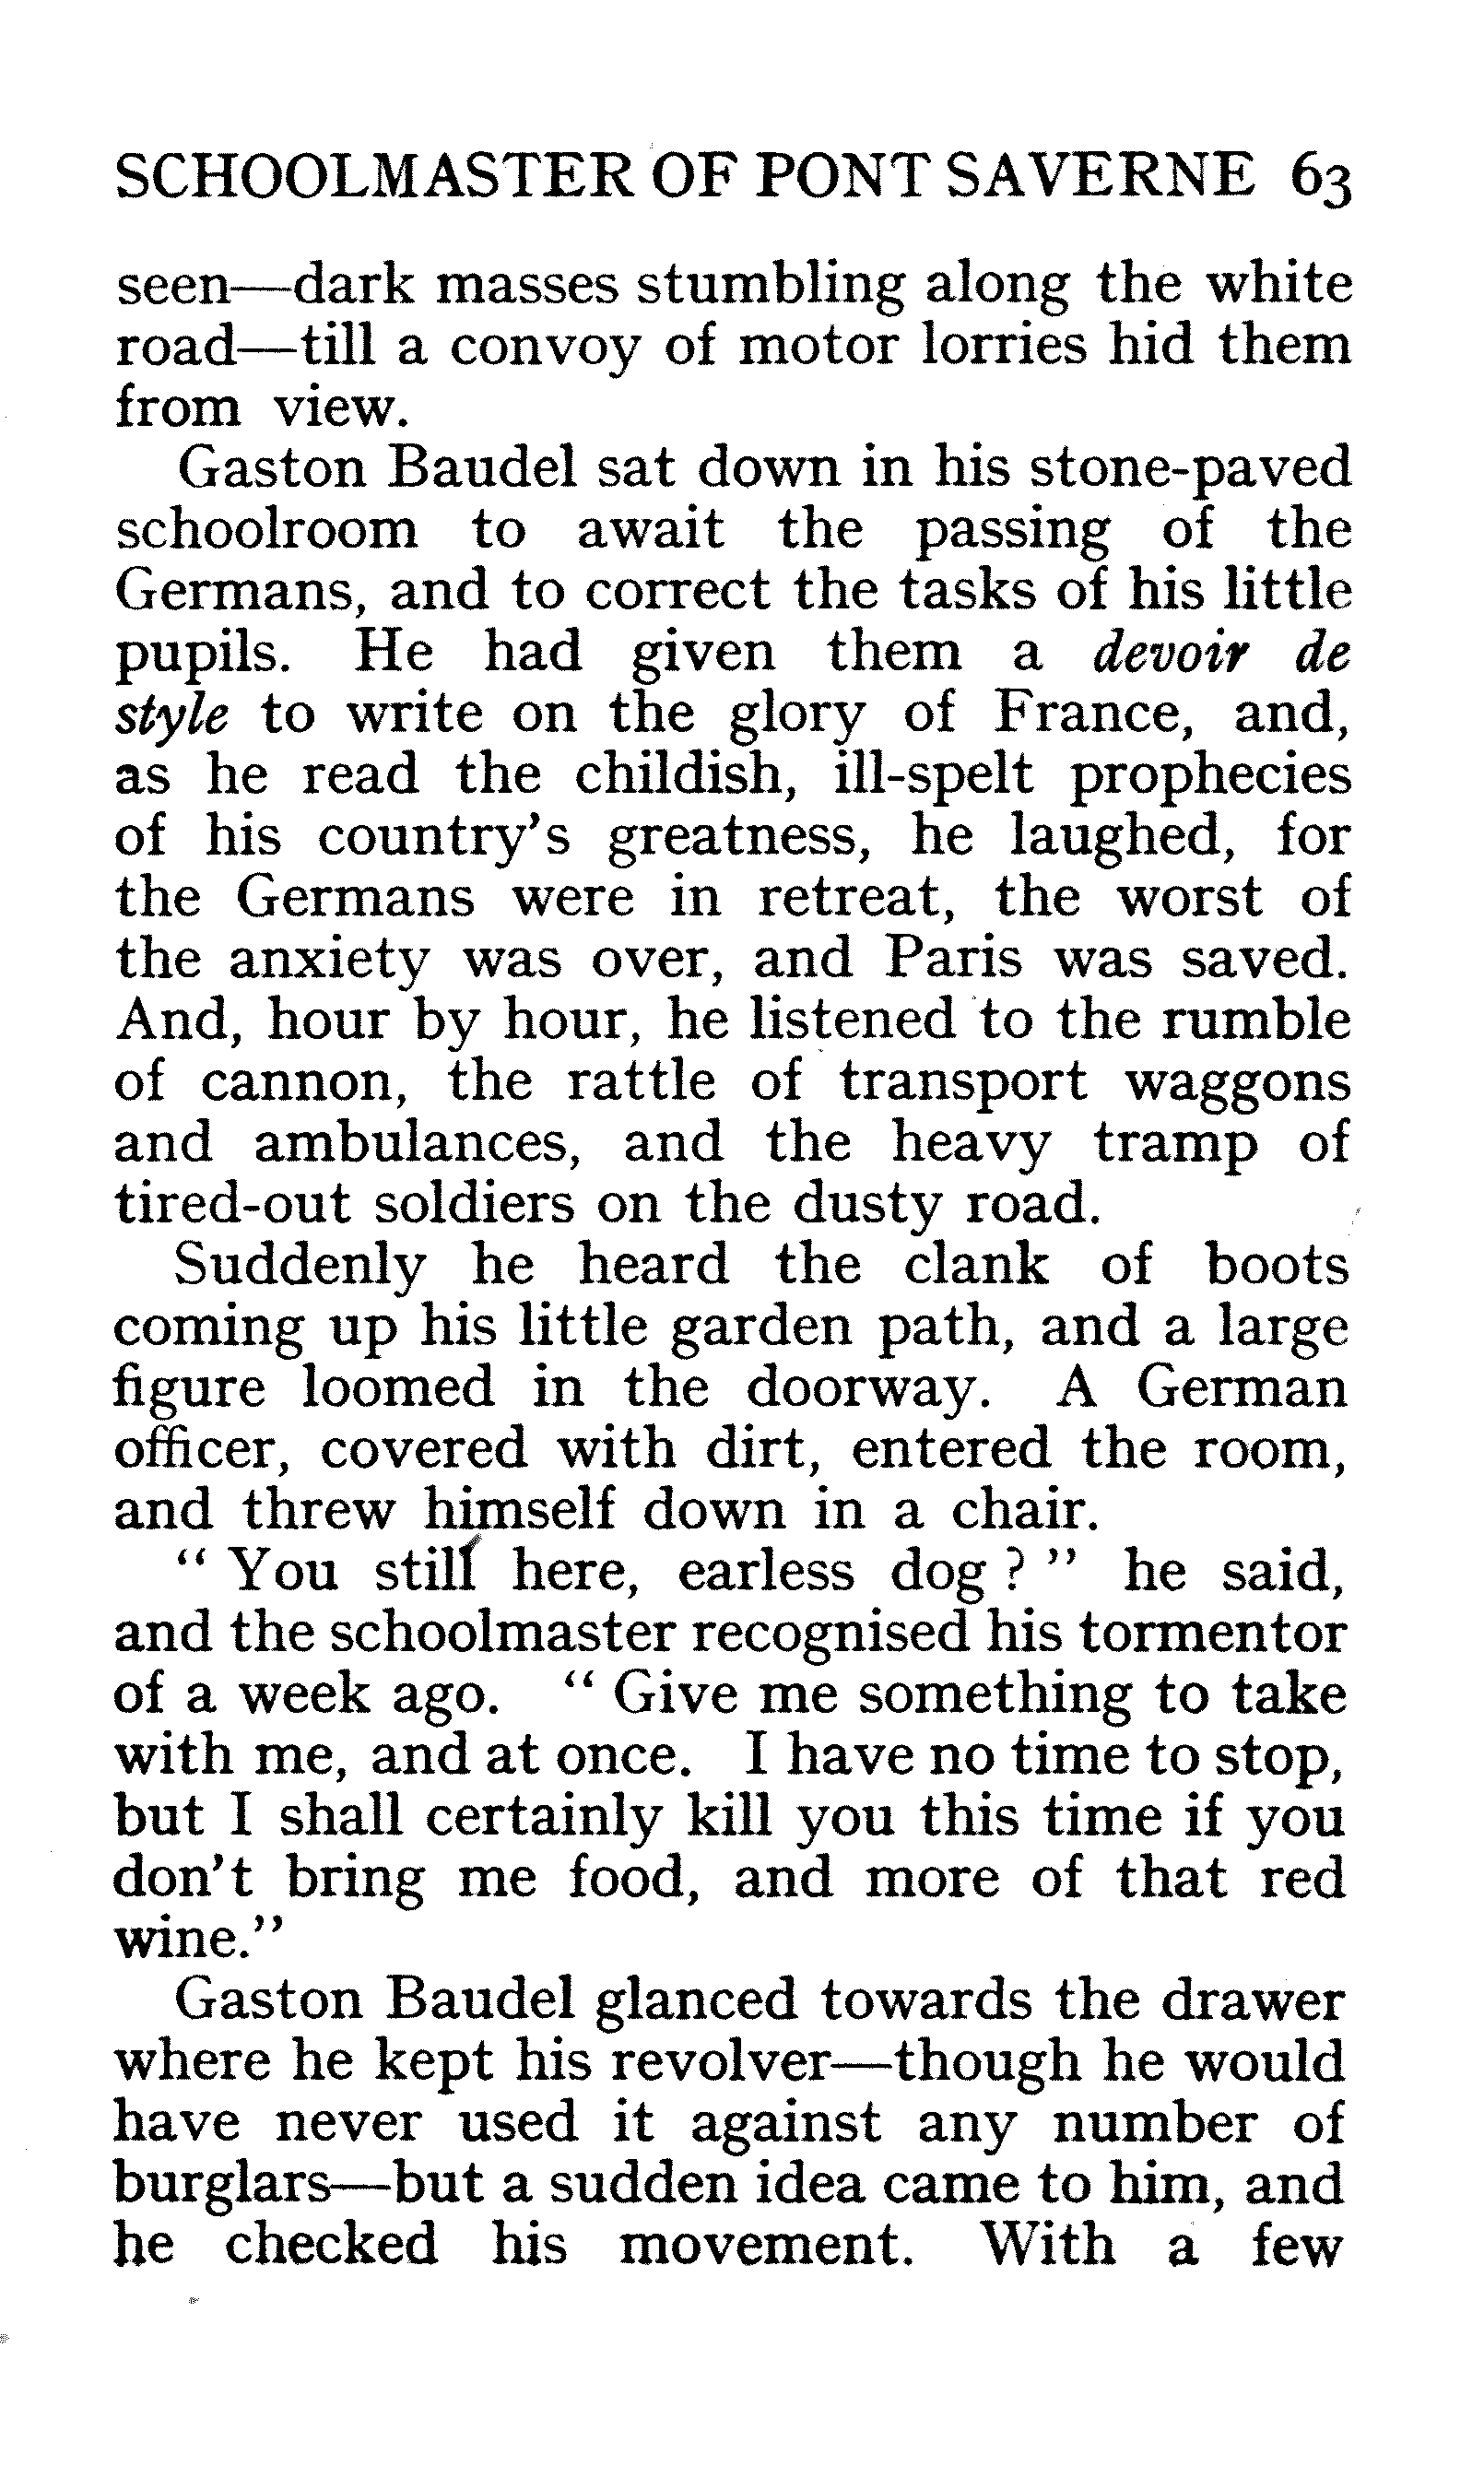 SCHOOLMASTER OF PONT SAVERNE 63
seen—dark masses stumbling along the white
road—till a convoy of motor lorries hid them
from view.
Gaston Baudel sat down in his stone-paved
schoolroom to await the passing of the
Germans, and to correct the tasks of his little
pupils. He had given them a devoir de
style to write on the glory of France, and,
as he read the childish, ill-spelt prophecies
of his country's greatness, he laughed, for
the Germans were in retreat, the worst of
the anxiety was over, and Paris was saved.
And, hour by hour, he listened to the rumble
of cannon, the rattle of transport waggons
and ambulances, and the heavy tramp of
tired-out soldiers on the dusty road.
Suddenly he heard the clank of boots
coming up his little garden path, and a large
figure loomed in the doorway. A German
officer, covered with dirt, entered the room,
and threw himself down in a chair.
“ You still here, earless dog ? ” he said,
and the schoolmaster recognised his tormentor
of a week ago. “ Give me something to take
with me, and at once. I have no time to stop,
but I shall certainly kill you this time if you
don't bring me food, and more of that red
wine.”
Gaston Baudel glanced towards the drawer
where he kept his revolver—though he would
have never used it against any number of
burglars—but a sudden idea came to him, and
he checked his movement. With a few